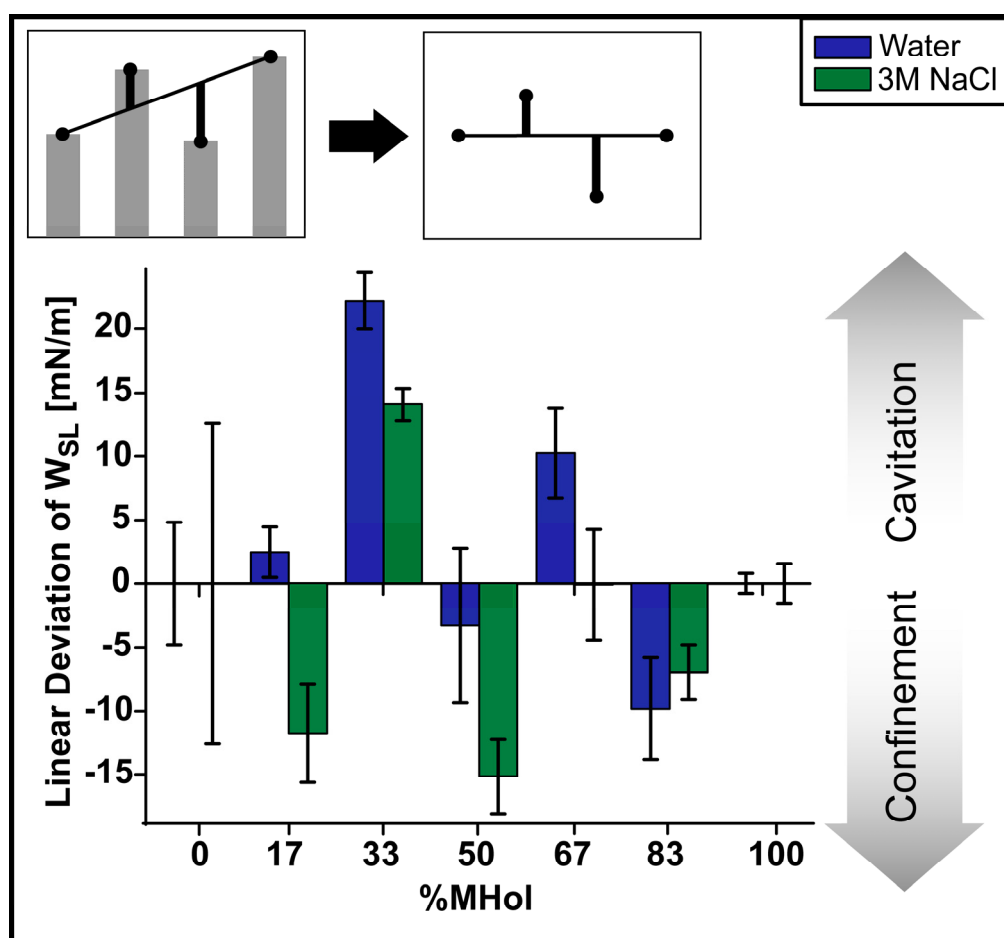 Water
3M NaCl
Linear Deviation of W_SL [mN/m]
20
15
10
5
0
-5
-10
-15
0 17 33 50 67 83 100
%MHol
Cavitation
Confinement